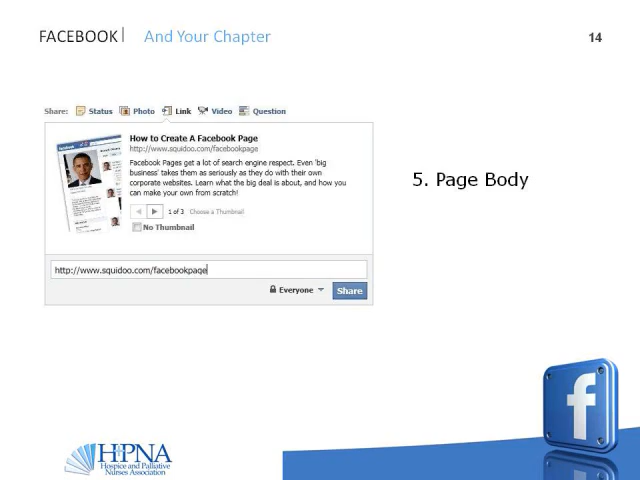 FACEBOOK| And Your Chapter
14
Share: Status Photo Link Video Question
How to Create A Facebook Page
http://www.squidoo.com/facebookpage
Facebook Pages get a lot of search engine respect. Even 'big
business' takes them as seriously as they do with their own
corporate websites. Learn what the big deal is about, and how you
can make your own from scratch!
1 of 3 Choose a Thumbnail
No Thumbnail
http://www.squidoo.com/facebookpage
Everyone
Share
5. Page Body
f
HPNA
Hospice and Palliative
Nurses Association